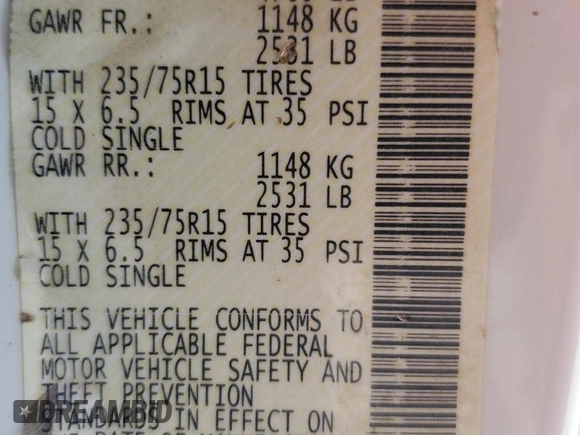 GAWR FR.: 1148 KG
2531 LB
WITH 235/75R15 TIRES
15 X 6.5 RIMS AT 35 PSI
COLD SINGLE
GAWR RR.: 1148 KG
2531 LB
WITH 235/75R15 TIRES
15 X 6.5 RIMS AT 35 PSI
COLD SINGLE
THIS VEHICLE CONFORMS TO
ALL APPLICABLE FEDERAL
MOTOR VEHICLE SAFETY AND
THEFT PREVENTION
STANDARDS IN EFFECT ON
DREAMBID